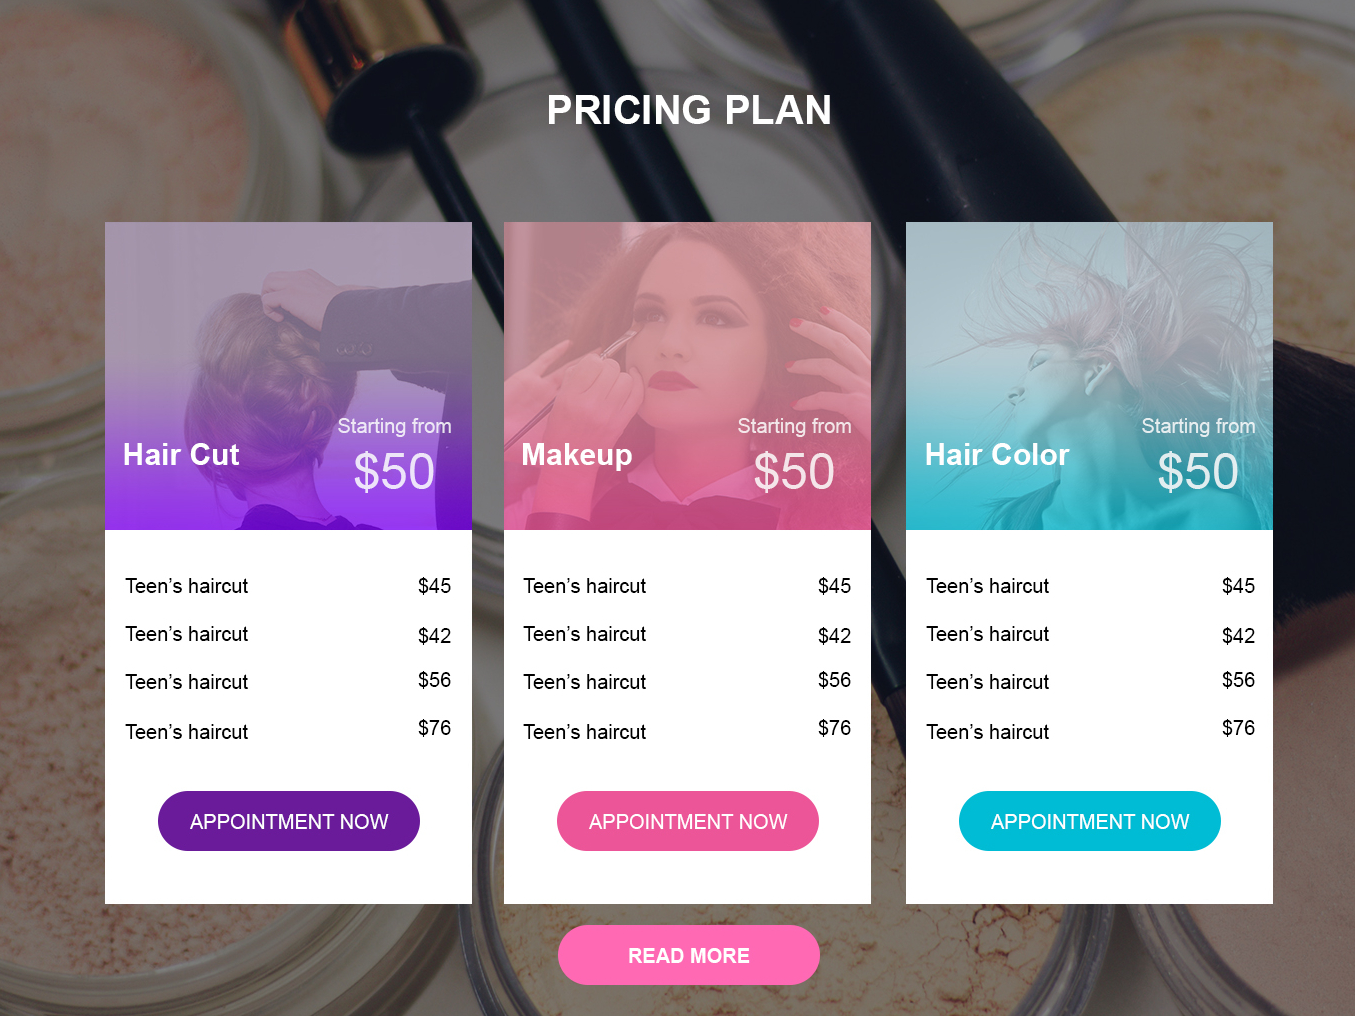 PRICING PLAN
Hair Cut
Starting from
$50
Teen’s haircut $45
Teen’s haircut $42
Teen’s haircut $56
Teen’s haircut $76
APPOINTMENT NOW
Makeup
Starting from
$50
Teen’s haircut $45
Teen’s haircut $42
Teen’s haircut $56
Teen’s haircut $76
APPOINTMENT NOW
Hair Color
Starting from
$50
Teen’s haircut $45
Teen’s haircut $42
Teen’s haircut $56
Teen’s haircut $76
APPOINTMENT NOW
READ MORE